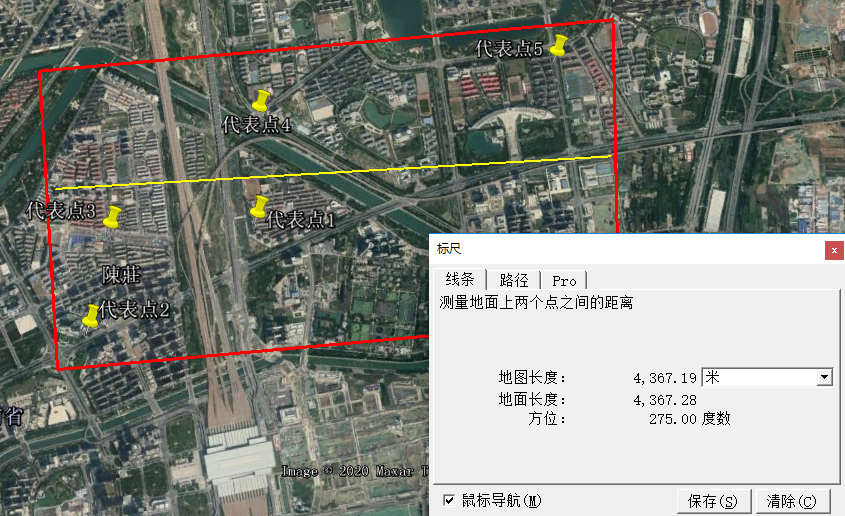 代表点5
代表点4
代表点3
代表点1
陳莊
代表点2
省
Image © 2020 Maxar T
标尺
x
线条
路径
Pro
测量地面上两个点之间的距离
地图长度: 4,367.19 米
地面长度: 4,367.28
方位: 275.00 度数
鼠标导航(M)
保存(S)
清除(C)